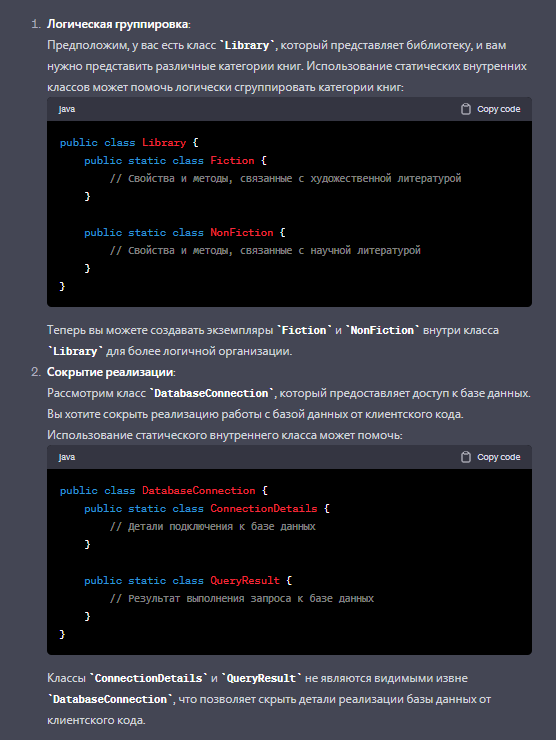 1. Логическая группировка:
Предположим, у вас есть класс `Library`, который представляет библиотеку, и вам
нужно представить различные категории книг. Использование статических внутренних
классов может помочь логически сгруппировать категории книг:
java Copy code
public class Library {
    public static class Fiction {
        // Свойства и методы, связанные с художественной литературой
    }

    public static class NonFiction {
        // Свойства и методы, связанные с научной литературой
    }
}
Теперь вы можете создавать экземпляры `Fiction` и `NonFiction` внутри класса
`Library` для более логичной организации.
2. Сокрытие реализации:
Рассмотрим класс `DatabaseConnection`, который предоставляет доступ к базе данных.
Вы хотите сокрыть реализацию работы с базой данных от клиентского кода.
Использование статического внутреннего класса может помочь:
java Copy code
public class DatabaseConnection {
    public static class ConnectionDetails {
        // Детали подключения к базе данных
    }

    public static class QueryResult {
        // Результат выполнения запроса к базе данных
    }
}
Классы `ConnectionDetails` и `QueryResult` не являются видимыми извне
`DatabaseConnection`, что позволяет скрыть детали реализации базы данных от
клиентского кода.